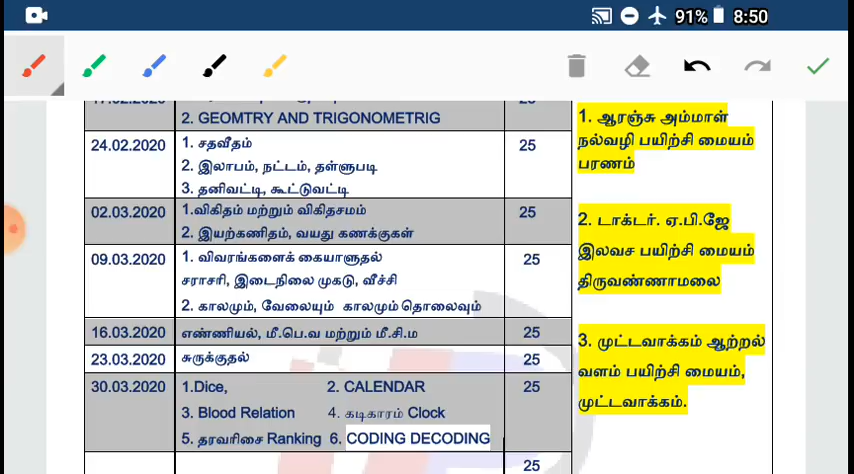 91% 8:50
17.02.2020 25
2. GEOMTRY AND TRIGONOMETRIG
24.02.2020 1. சதவீதம் 25
2. இலாபம், நட்டம், தள்ளுபடி
3. தனிவட்டி, கூட்டுவட்டி
02.03.2020 1.விகிதம் மற்றும் விகிதசமம் 25
2. இயற்கணிதம், வயது கணக்குகள்
09.03.2020 1. விவரங்களைக் கையாளுதல் 25
சராசரி, இடைநிலை முகடு, வீச்சி
2. காலமும், வேலையும் காலமும் தொலைவும்
16.03.2020 எண்ணியல், மீ.பெ.வ மற்றும் மீ.சி.ம 25
23.03.2020 சுருக்குதல் 25
30.03.2020 1.Dice, 2. CALENDAR 25
3. Blood Relation 4. கடிகாரம் Clock
5. தரவரிசை Ranking 6. CODING DECODING
25
1. ஆரஞ்சு அம்மாள்
நல்வழி பயிற்சி மையம்
பரணம்
2. டாக்டர். ஏ.பி.ஜே
இலவச பயிற்சி மையம்
திருவண்ணாமலை
3. முட்டவாக்கம் ஆற்றல்
வளம் பயிற்சி மையம்,
முட்டவாக்கம்.